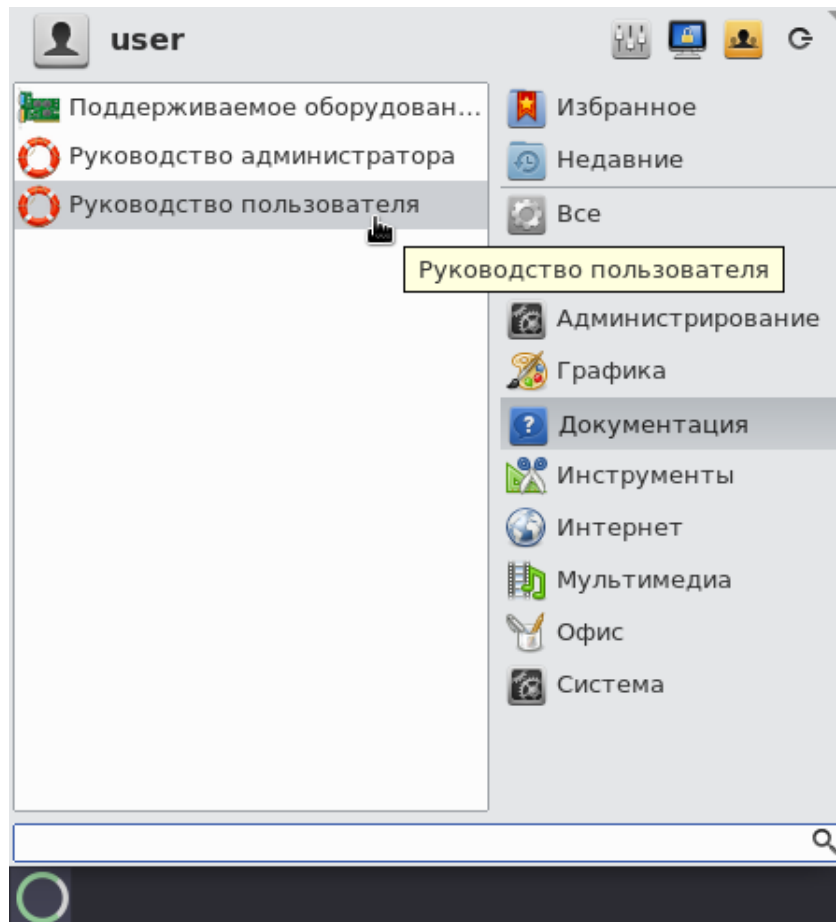 user
Поддерживаемое оборудован...
Руководство администратора
Руководство пользователя
Руководство пользователя
Избранное
Недавние
Все
Администрирование
Графика
Документация
Инструменты
Интернет
Мультимедиа
Офис
Система